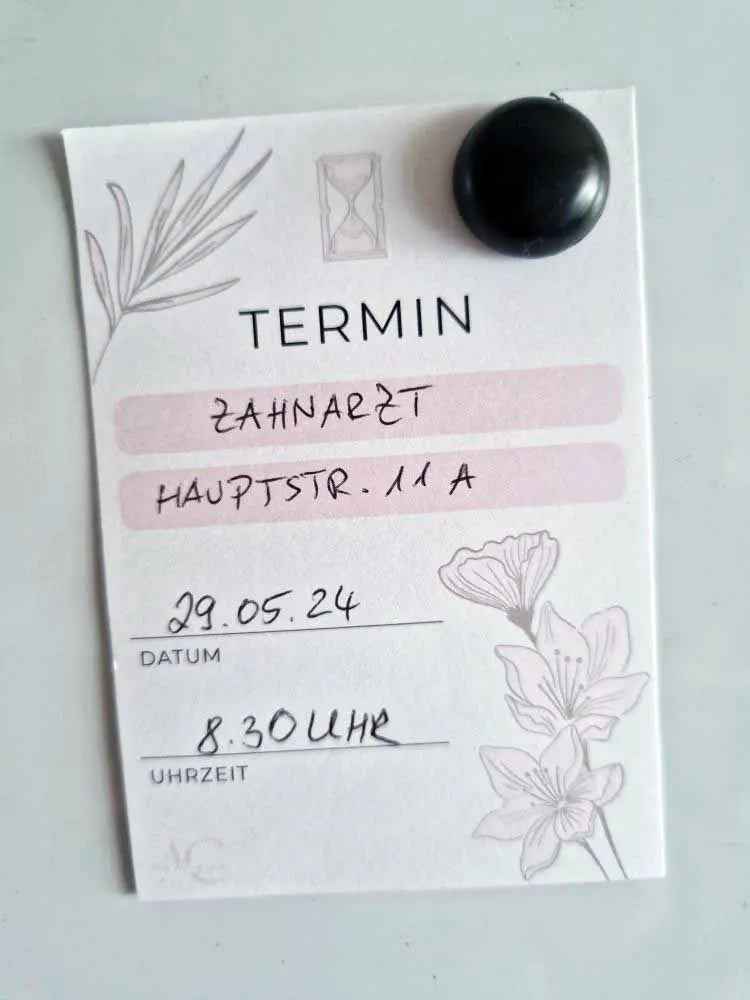 TERMIN
ZAHNARZT
HAUPTSTR. 11 A
29.05.24
DATUM
8.30 UHR
UHRZEIT